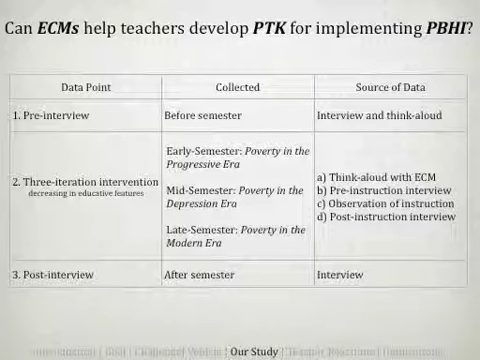 Can ECMs help teachers develop PTK for implementing PBHI?
Data Point
Collected
Source of Data
1. Pre-interview
Before semester
Interview and think-aloud
2. Three-iteration intervention
decreasing in educative features
Early-Semester: Poverty in the
Progressive Era
Mid-Semester: Poverty in the
Depression Era
Late-Semester: Poverty in the
Modern Era
a) Think-aloud with ECM
b) Pre-instruction interview
c) Observation of instruction
d) Post-instruction interview
3. Post-interview
After semester
Interview
| Our Study |